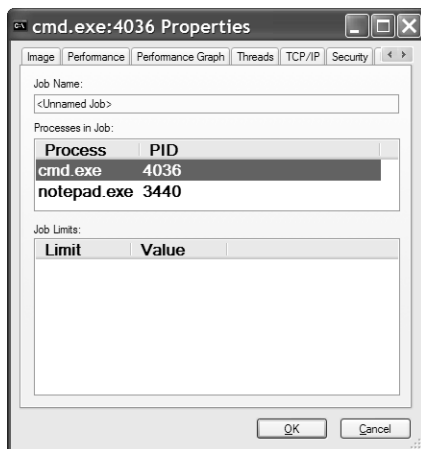 cmd.exe:4036 Properties
Image Performance Performance Graph Threads TCP/IP Security
Job Name:
<Unnamed Job>
Processes in Job:
Process PID
cmd.exe 4036
notepad.exe 3440
Job Limits:
Limit Value
OK Cancel